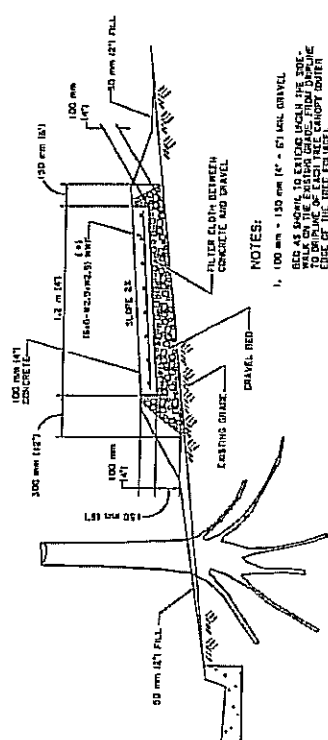 300 mm (12")
100 mm (4")
CONCRETE
1.2 m (4')
150 mm (6")
100 mm
(4")
50 mm (2") FILL
SLOPE 2%
100 mm
(4")
150 mm
(6")
50 mm (2") FILL
EXISTING GRADE
GRAVEL BED
FILTER CLOTH BETWEEN
CONCRETE AND GRAVEL
NOTES:
1. 100 mm - 150 mm (4" - 6") GRAVEL
BED AS SHOWN TO EXTEND UNDER THE SIDE-
WALK ON THE EXISTING GRADE, FROM DRIPLINE
TO DRIPLINE OF EACH TREE CANOPY (OUTER
EDGE OF THE TREE FOLIAGE)